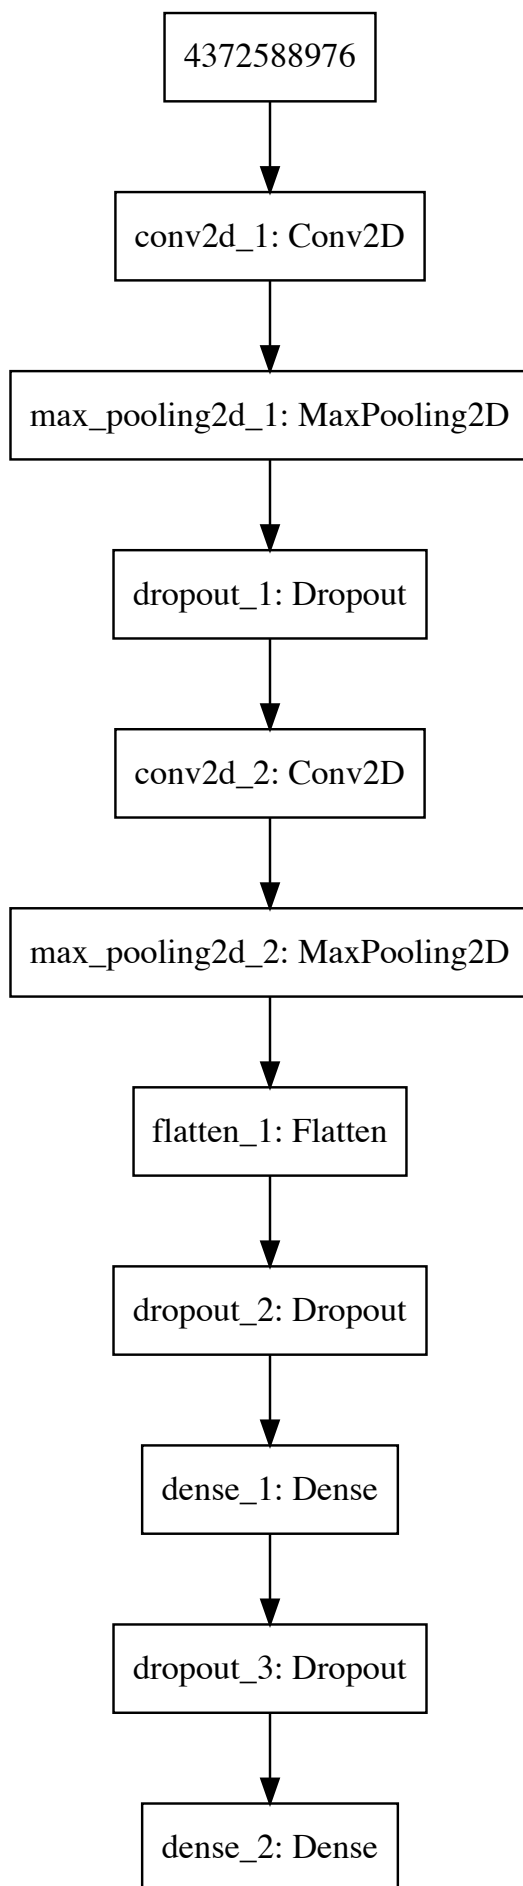 4372588976
conv2d_1: Conv2D
max_pooling2d_1: MaxPooling2D
dropout_1: Dropout
conv2d_2: Conv2D
max_pooling2d_2: MaxPooling2D
flatten_1: Flatten
dropout_2: Dropout
dense_1: Dense
dropout_3: Dropout
dense_2: Dense